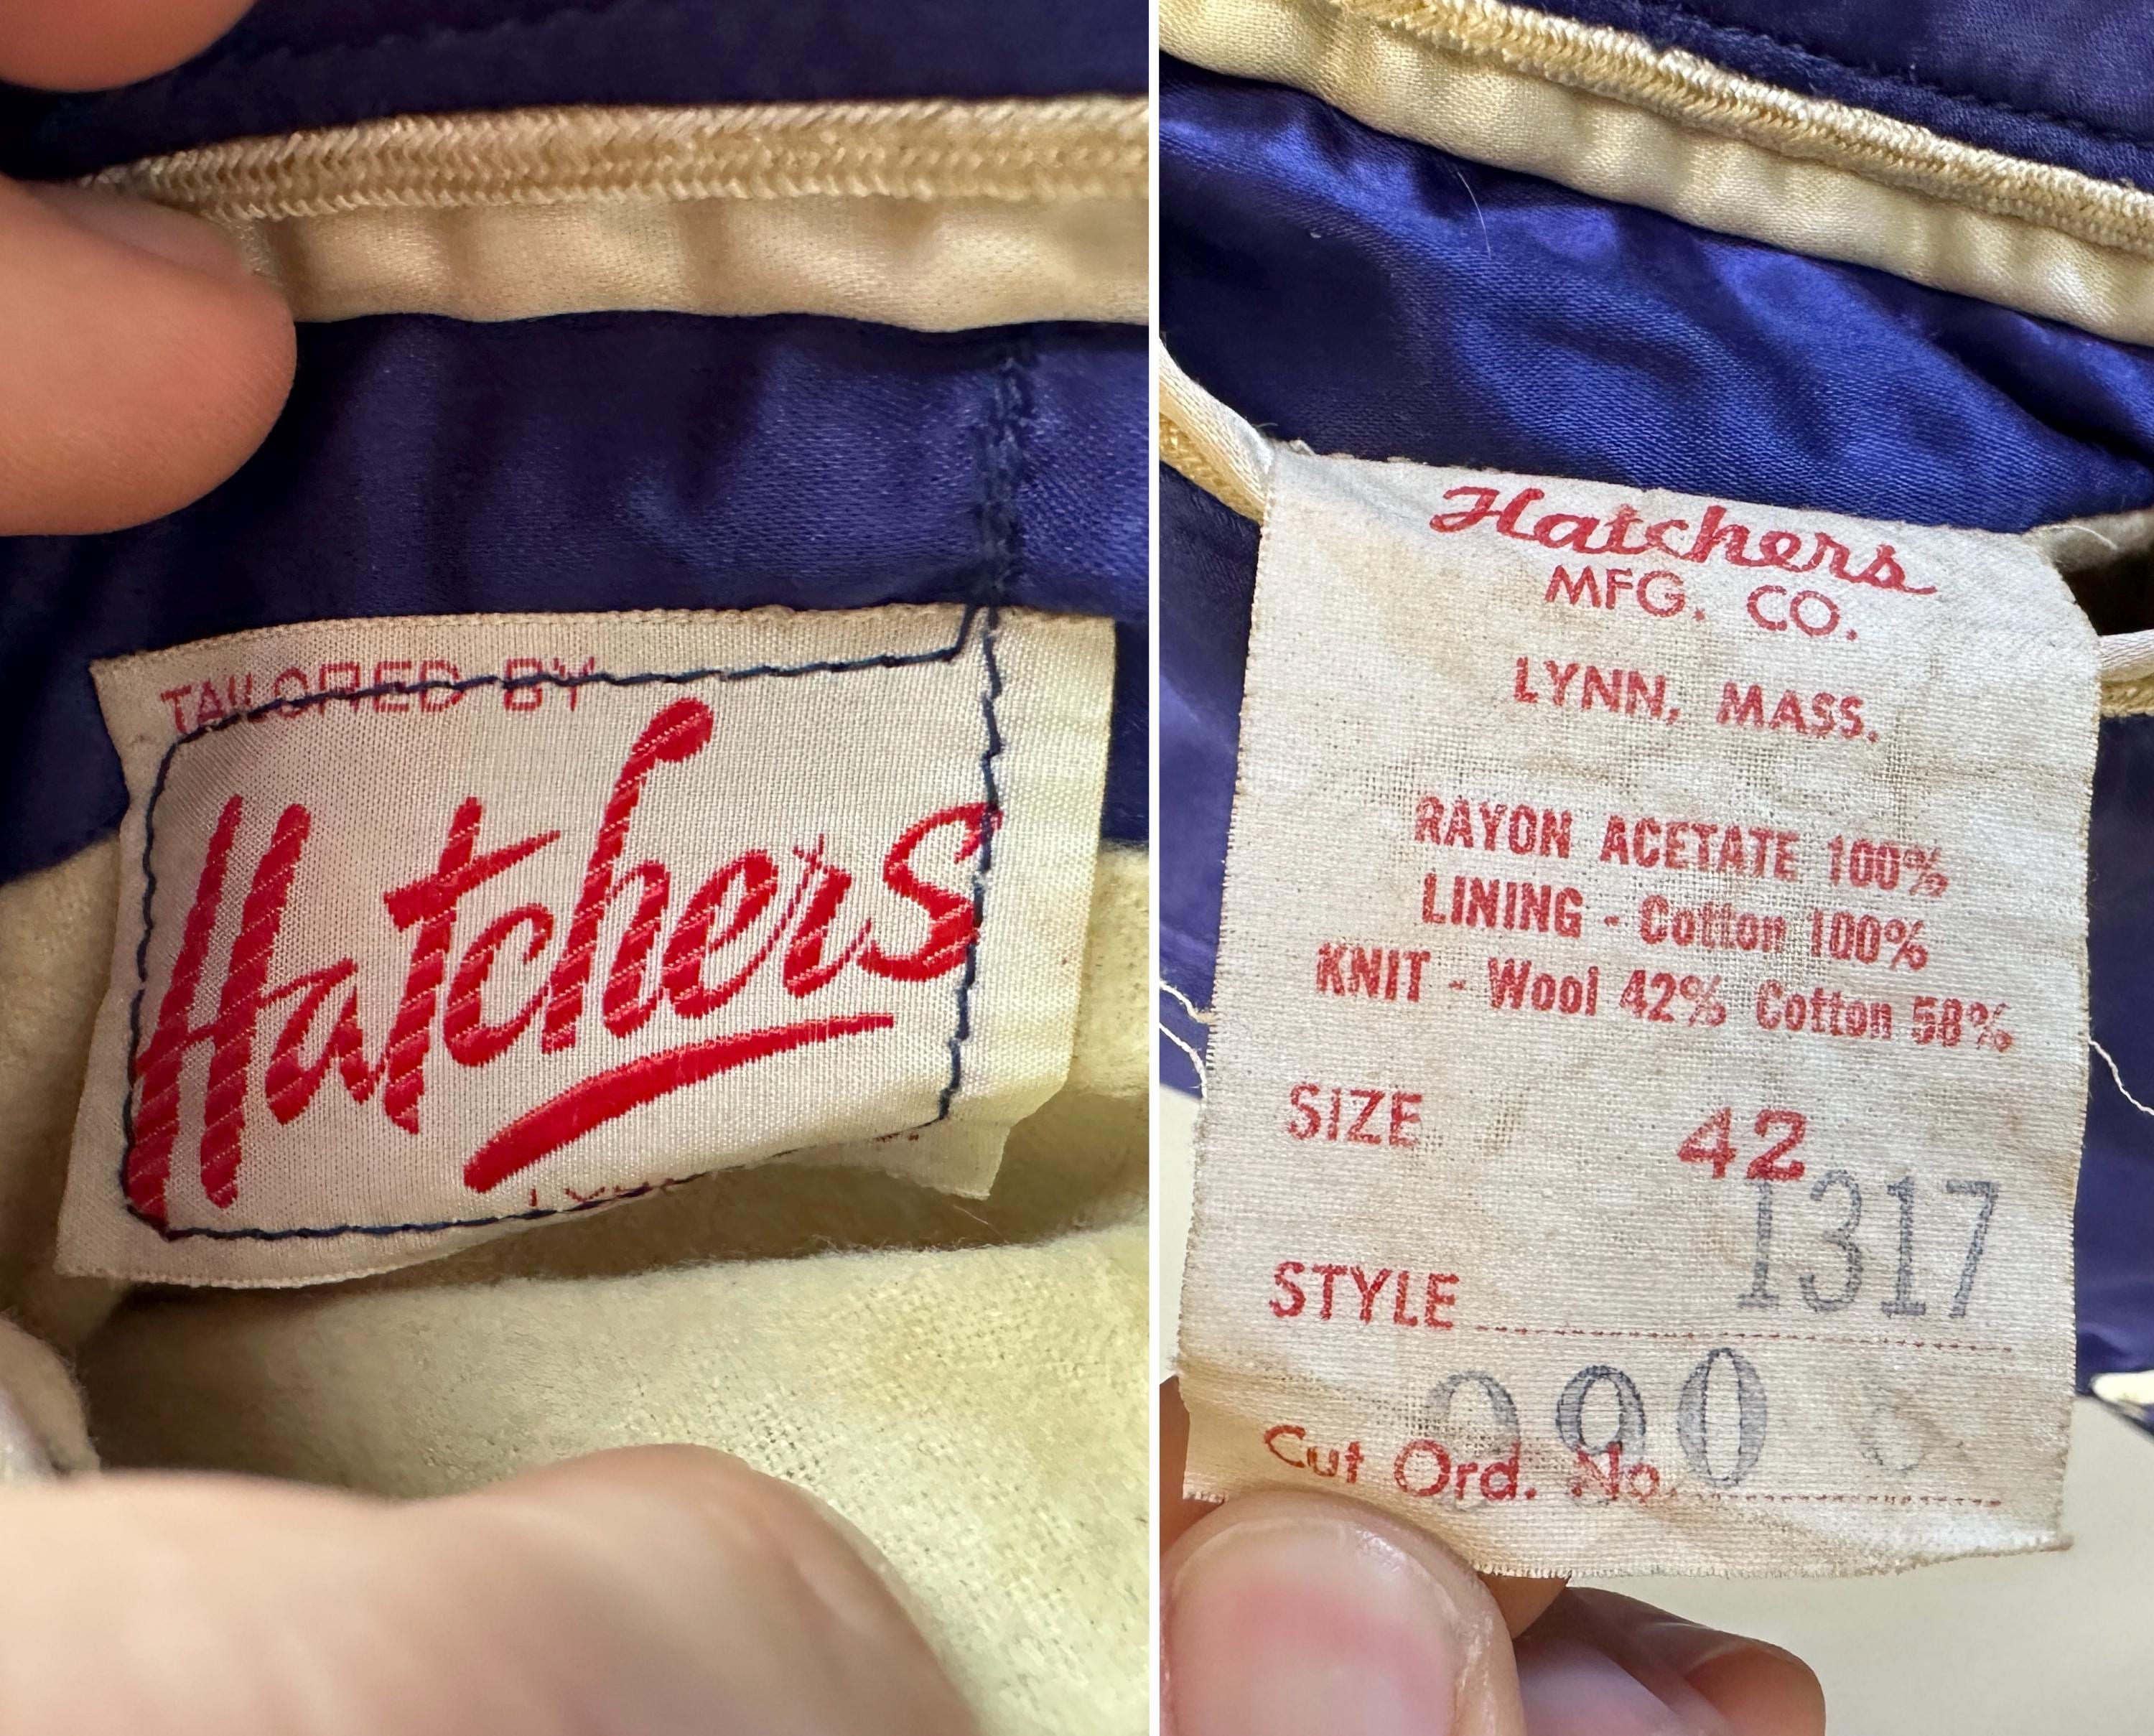 TAILORED BY
Hatchers
Hatchers
MFG. CO.
LYNN, MASS.
RAYON ACETATE 100%
LINING - Cotton 100%
KNIT - Wool 42% Cotton 58%
SIZE 42
1317
STYLE
Cut Ord. No.